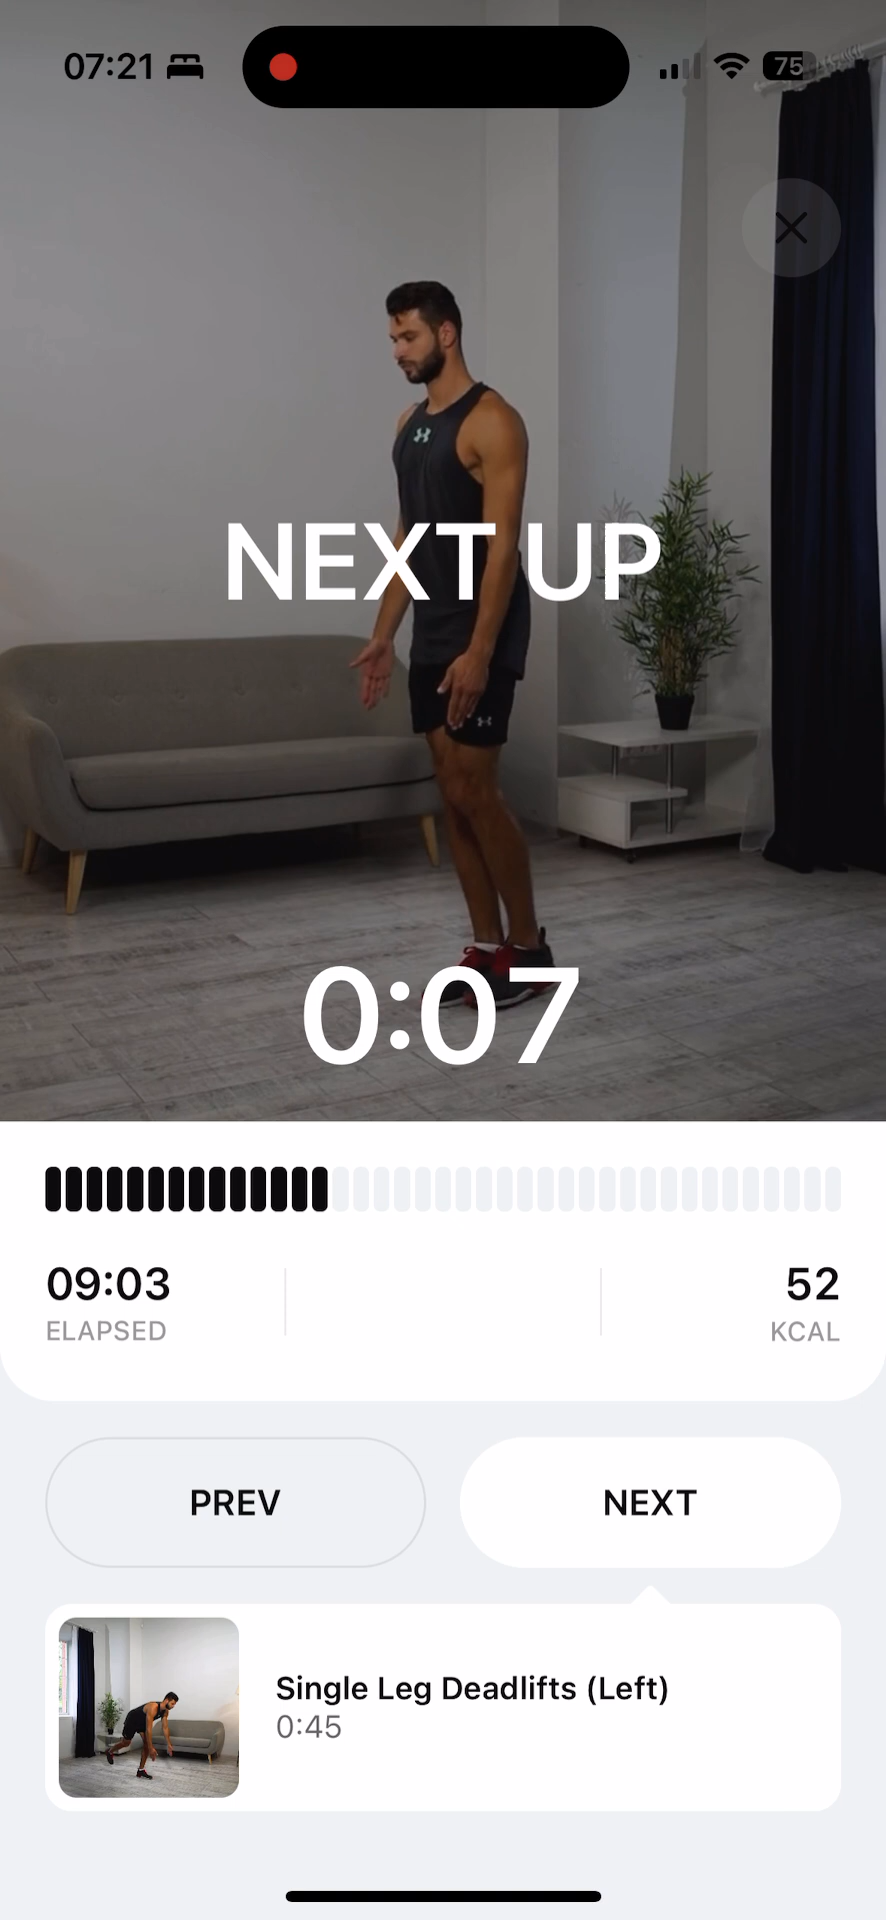 07:21
75
NEXT UP
0:07
09:03
52
ELAPSED
KCAL
PREV
NEXT
Single Leg Deadlifts (Left)
0:45